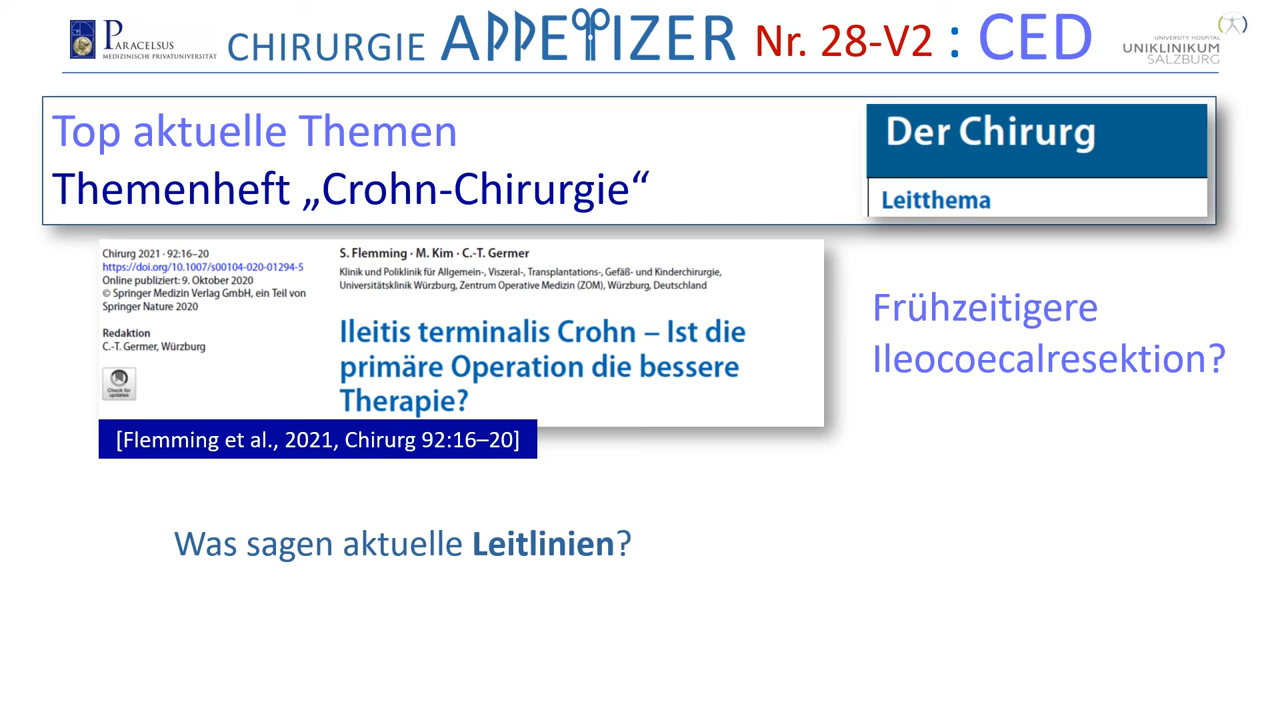 PARACELSUS
MEDIZINISCHE PRIVATUNIVERSITÄT
CHIRURGIE APPETIZER Nr. 28-V2 : CED
UNIVERSITY HOSPITAL
UNIKLINIKUM
SALZBURG
Top aktuelle Themen
Themenheft „Crohn-Chirurgie“
Der Chirurg
Leitthema
Chirurg 2021 · 92:16–20
https://doi.org/10.1007/s00104-020-01294-5
Online publiziert: 9. Oktober 2020
© Springer Medizin Verlag GmbH, ein Teil von
Springer Nature 2020
Redaktion
C.-T. Germer, Würzburg
Check for
updates
S. Flemming · M. Kim · C.-T. Germer
Klinik und Poliklinik für Allgemein-, Viszeral-, Transplantations-, Gefäß- und Kinderchirurgie,
Universitätsklinik Würzburg, Zentrum Operative Medizin (ZOM), Würzburg, Deutschland
Ileitis terminalis Crohn – Ist die
primäre Operation die bessere
Therapie?
[Flemming et al., 2021, Chirurg 92:16–20]
Frühzeitigere
Ileocoecalresektion?
Was sagen aktuelle Leitlinien?